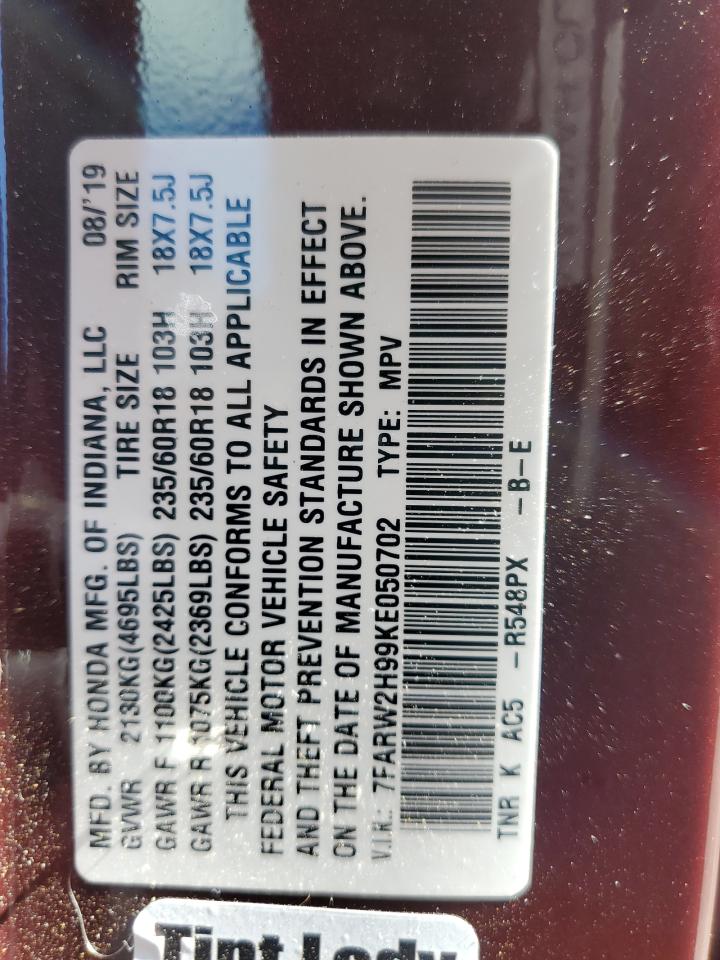 MFD. BY HONDA MFG. OF INDIANA, LLC 08/'19
GVWR 2130KG(4695LBS) TIRE SIZE RIM SIZE
GAWR F 1100KG(2425LBS) 235/60R18 103H 18X7.5J
GAWR R 1075KG(2369LBS) 235/60R18 103H 18X7.5J
THIS VEHICLE CONFORMS TO ALL APPLICABLE
FEDERAL MOTOR VEHICLE SAFETY
AND THEFT PREVENTION STANDARDS IN EFFECT
ON THE DATE OF MANUFACTURE SHOWN ABOVE.
V.I.N.: 7FARW2H99KE050702 TYPE: MPV
TNR K AC5 -R548PX -B-E
Tint Lady